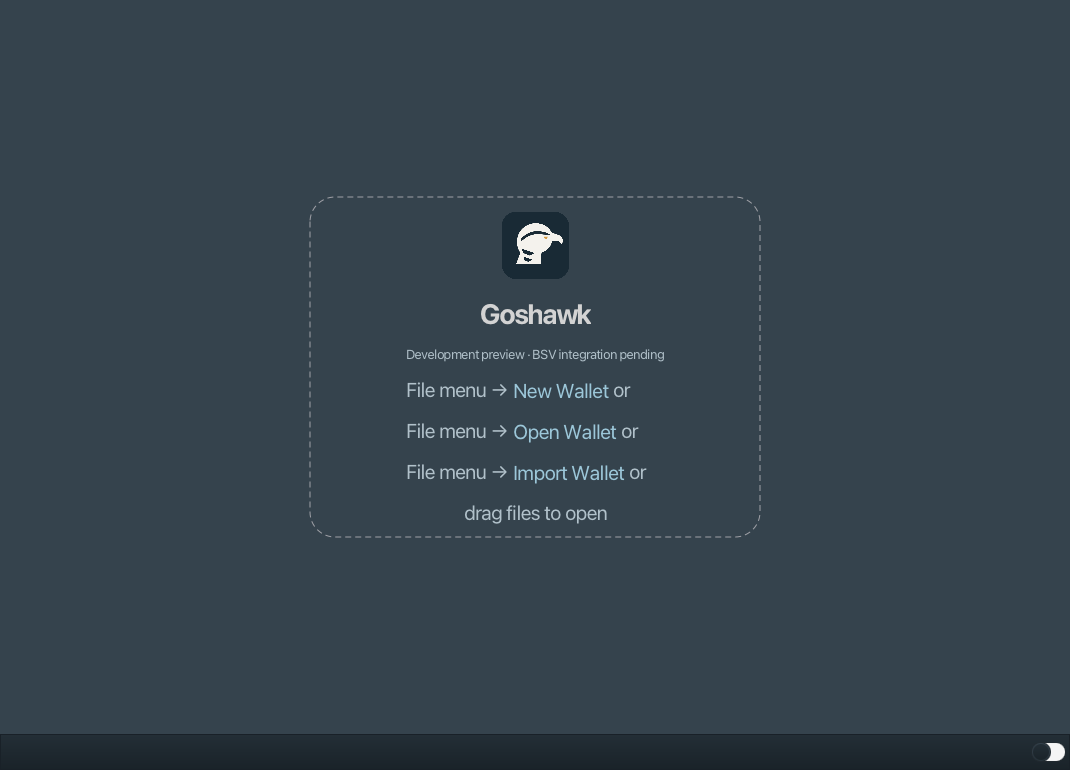 Goshawk
Development preview · BSV integration pending
File menu → New Wallet or
File menu → Open Wallet or
File menu → Import Wallet or
drag files to open